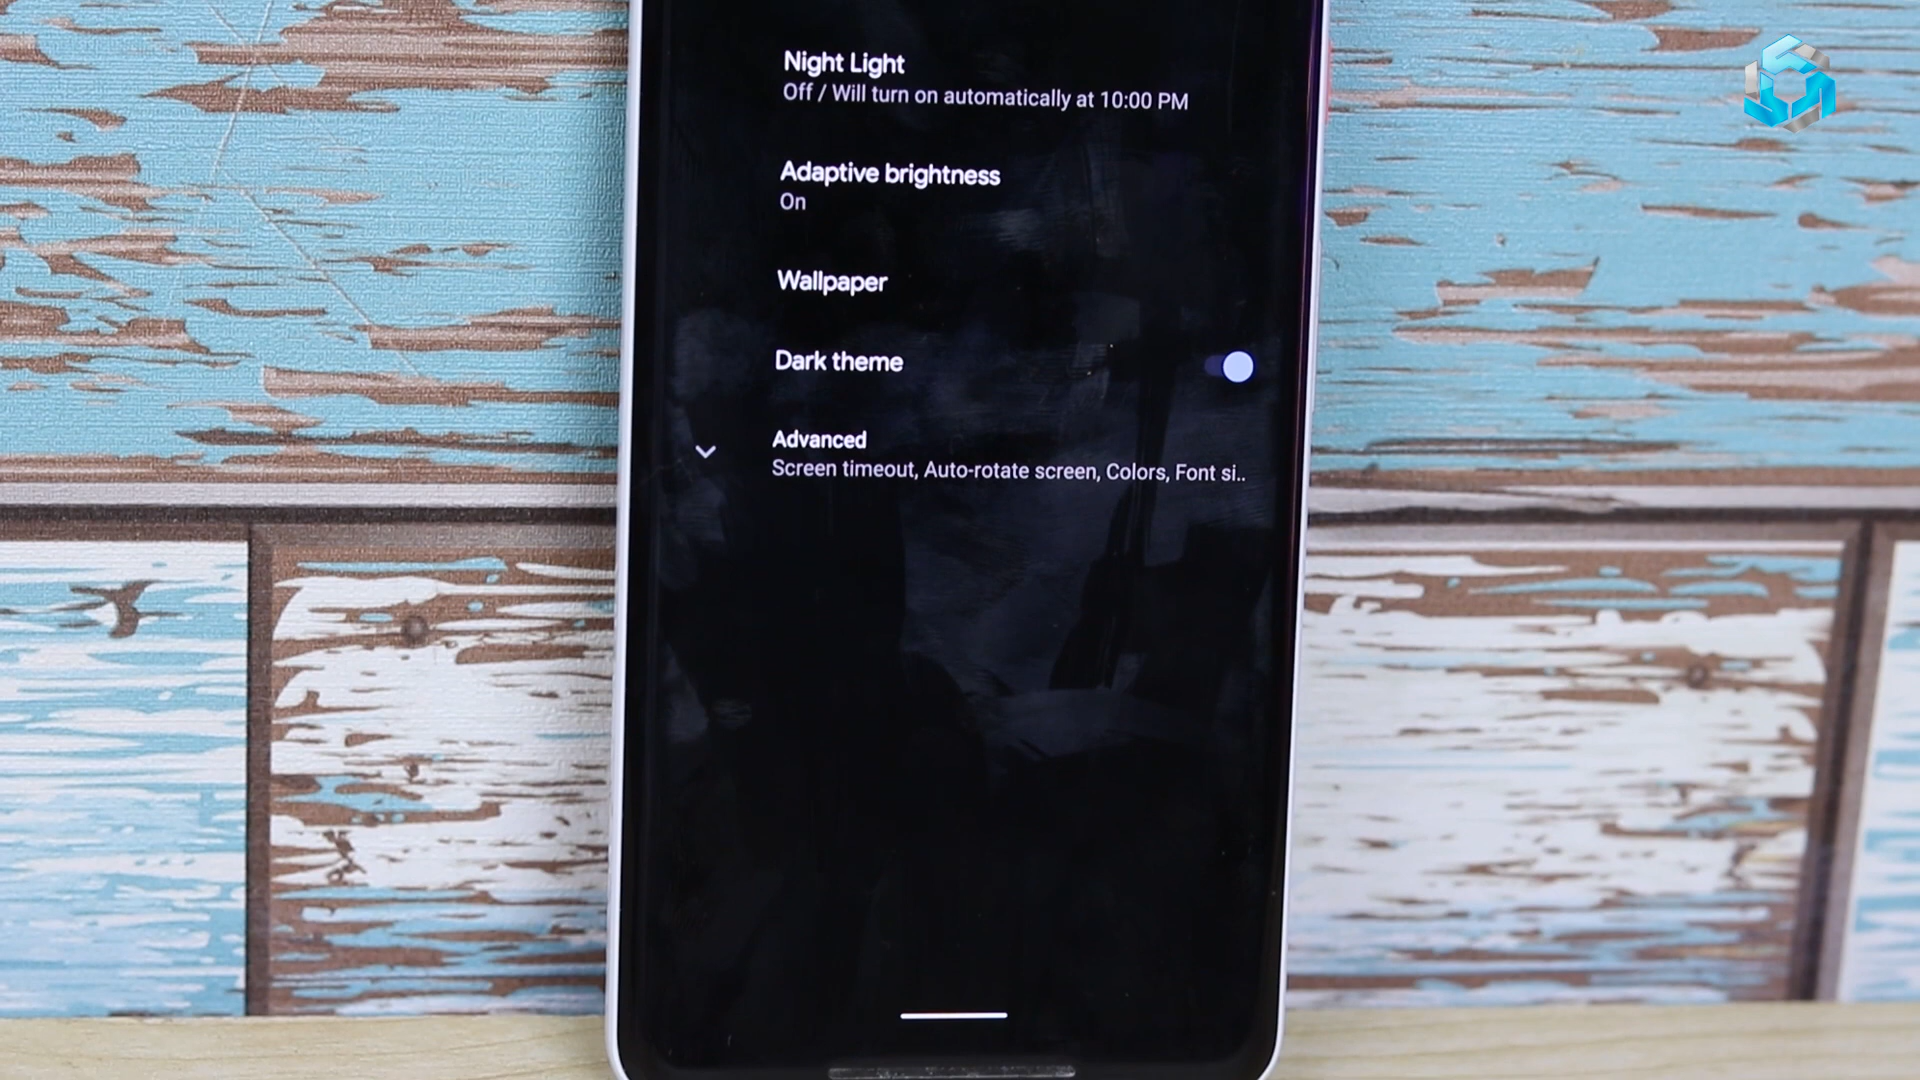 Night Light
Off / Will turn on automatically at 10:00 PM
Adaptive brightness
On
Wallpaper
Dark theme
Advanced
Screen timeout, Auto-rotate screen, Colors, Font si..